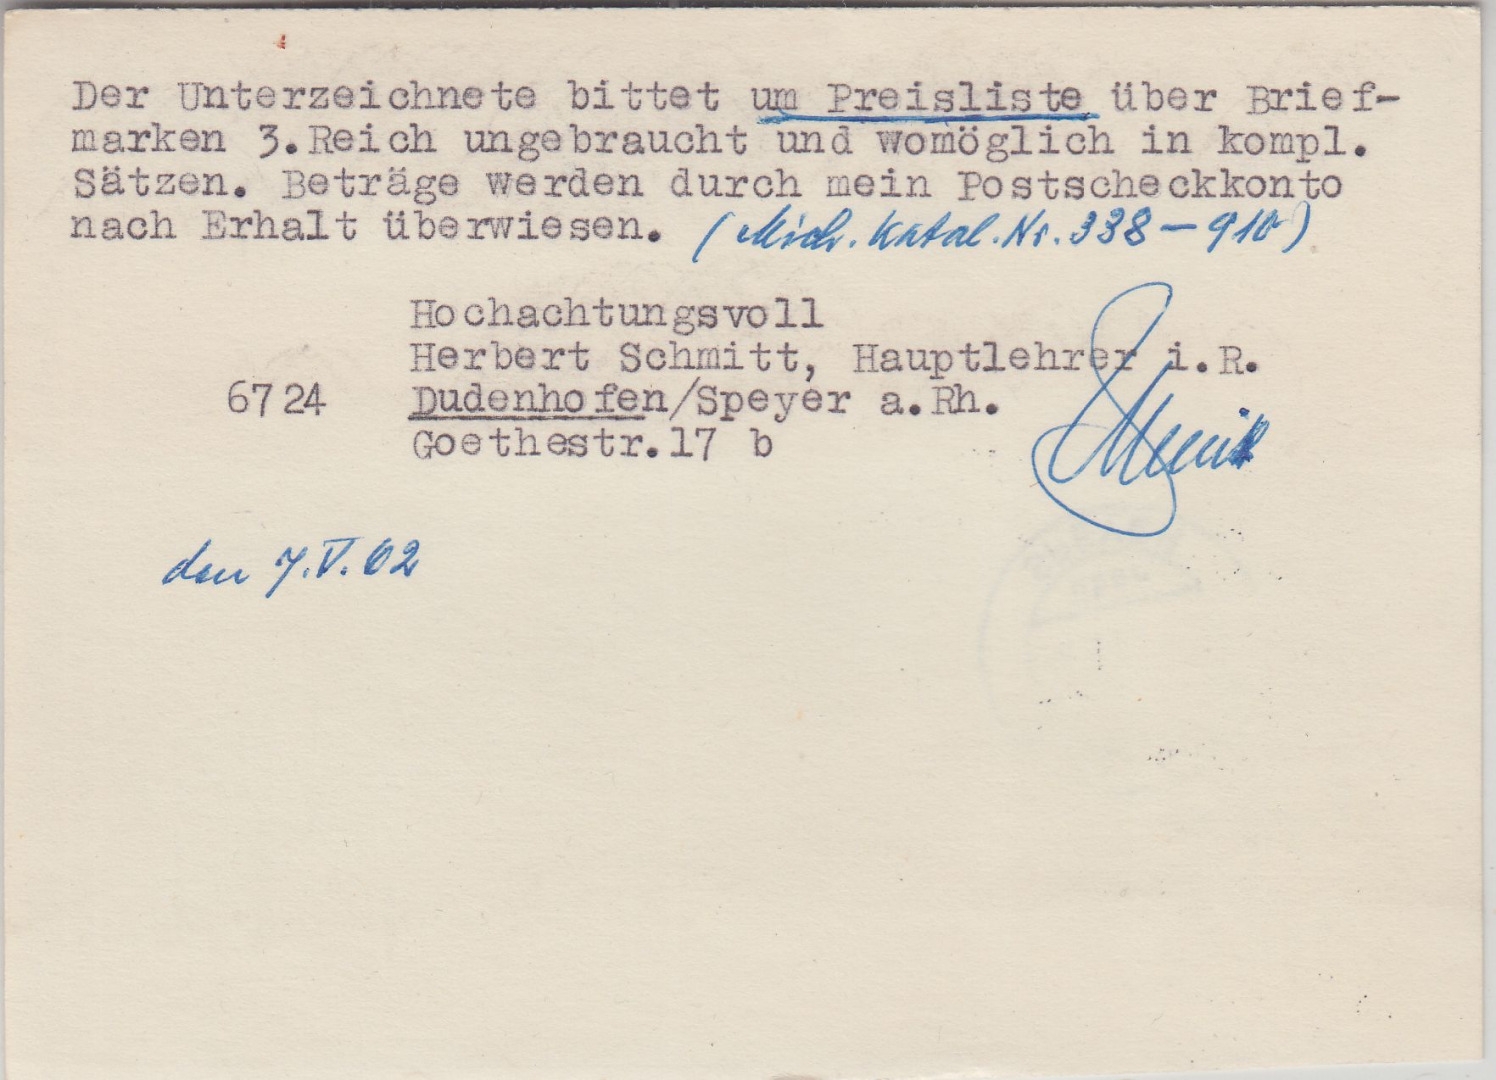 Der Unterzeichnete bittet um Preisliste über Brief-
marken 3.Reich ungebraucht und womöglich in kompl.
Sätzen. Beträge werden durch mein Postscheckkonto
nach Erhalt überwiesen. (Mich. Katal. Nr. 338 - 910)
Hochachtungsvoll
Herbert Schmitt, Hauptlehrer i.R.
6724 Dudenhofen/Speyer a.Rh.
Goethestr.17 b
den 7.V.62